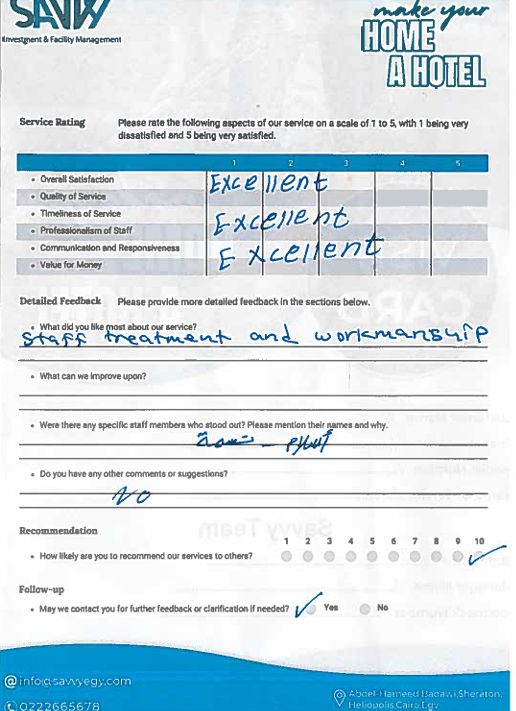 SAVVY
Investment & Facility Management
make your
HOME
A HOTEL
Service Rating
Please rate the following aspects of our service on a scale of 1 to 5, with 1 being very
dissatisfied and 5 being very satisfied.
1 2 3 4 5
• Overall Satisfaction
Excellent
• Quality of Service
• Timeliness of Service
Excellent
• Professionalism of Staff
• Communication and Responsiveness
Excellent
• Value for Money
Detailed Feedback
Please provide more detailed feedback in the sections below.
• What did you like most about our service?
Staff treatment and workmanship
• What can we improve upon?
• Were there any specific staff members who stood out? Please mention their names and why.
• Do you have any other comments or suggestions?
NO
Recommendation
1 2 3 4 5 6 7 8 9 10
• How likely are you to recommend our services to others?
Follow-up
• May we contact you for further feedback or clarification if needed?
Yes
No
@ info@savvyegy.com
0222665678
Abdel-Hameed Badawi,Sheraton,
Heliopolis,Cairo,Egy